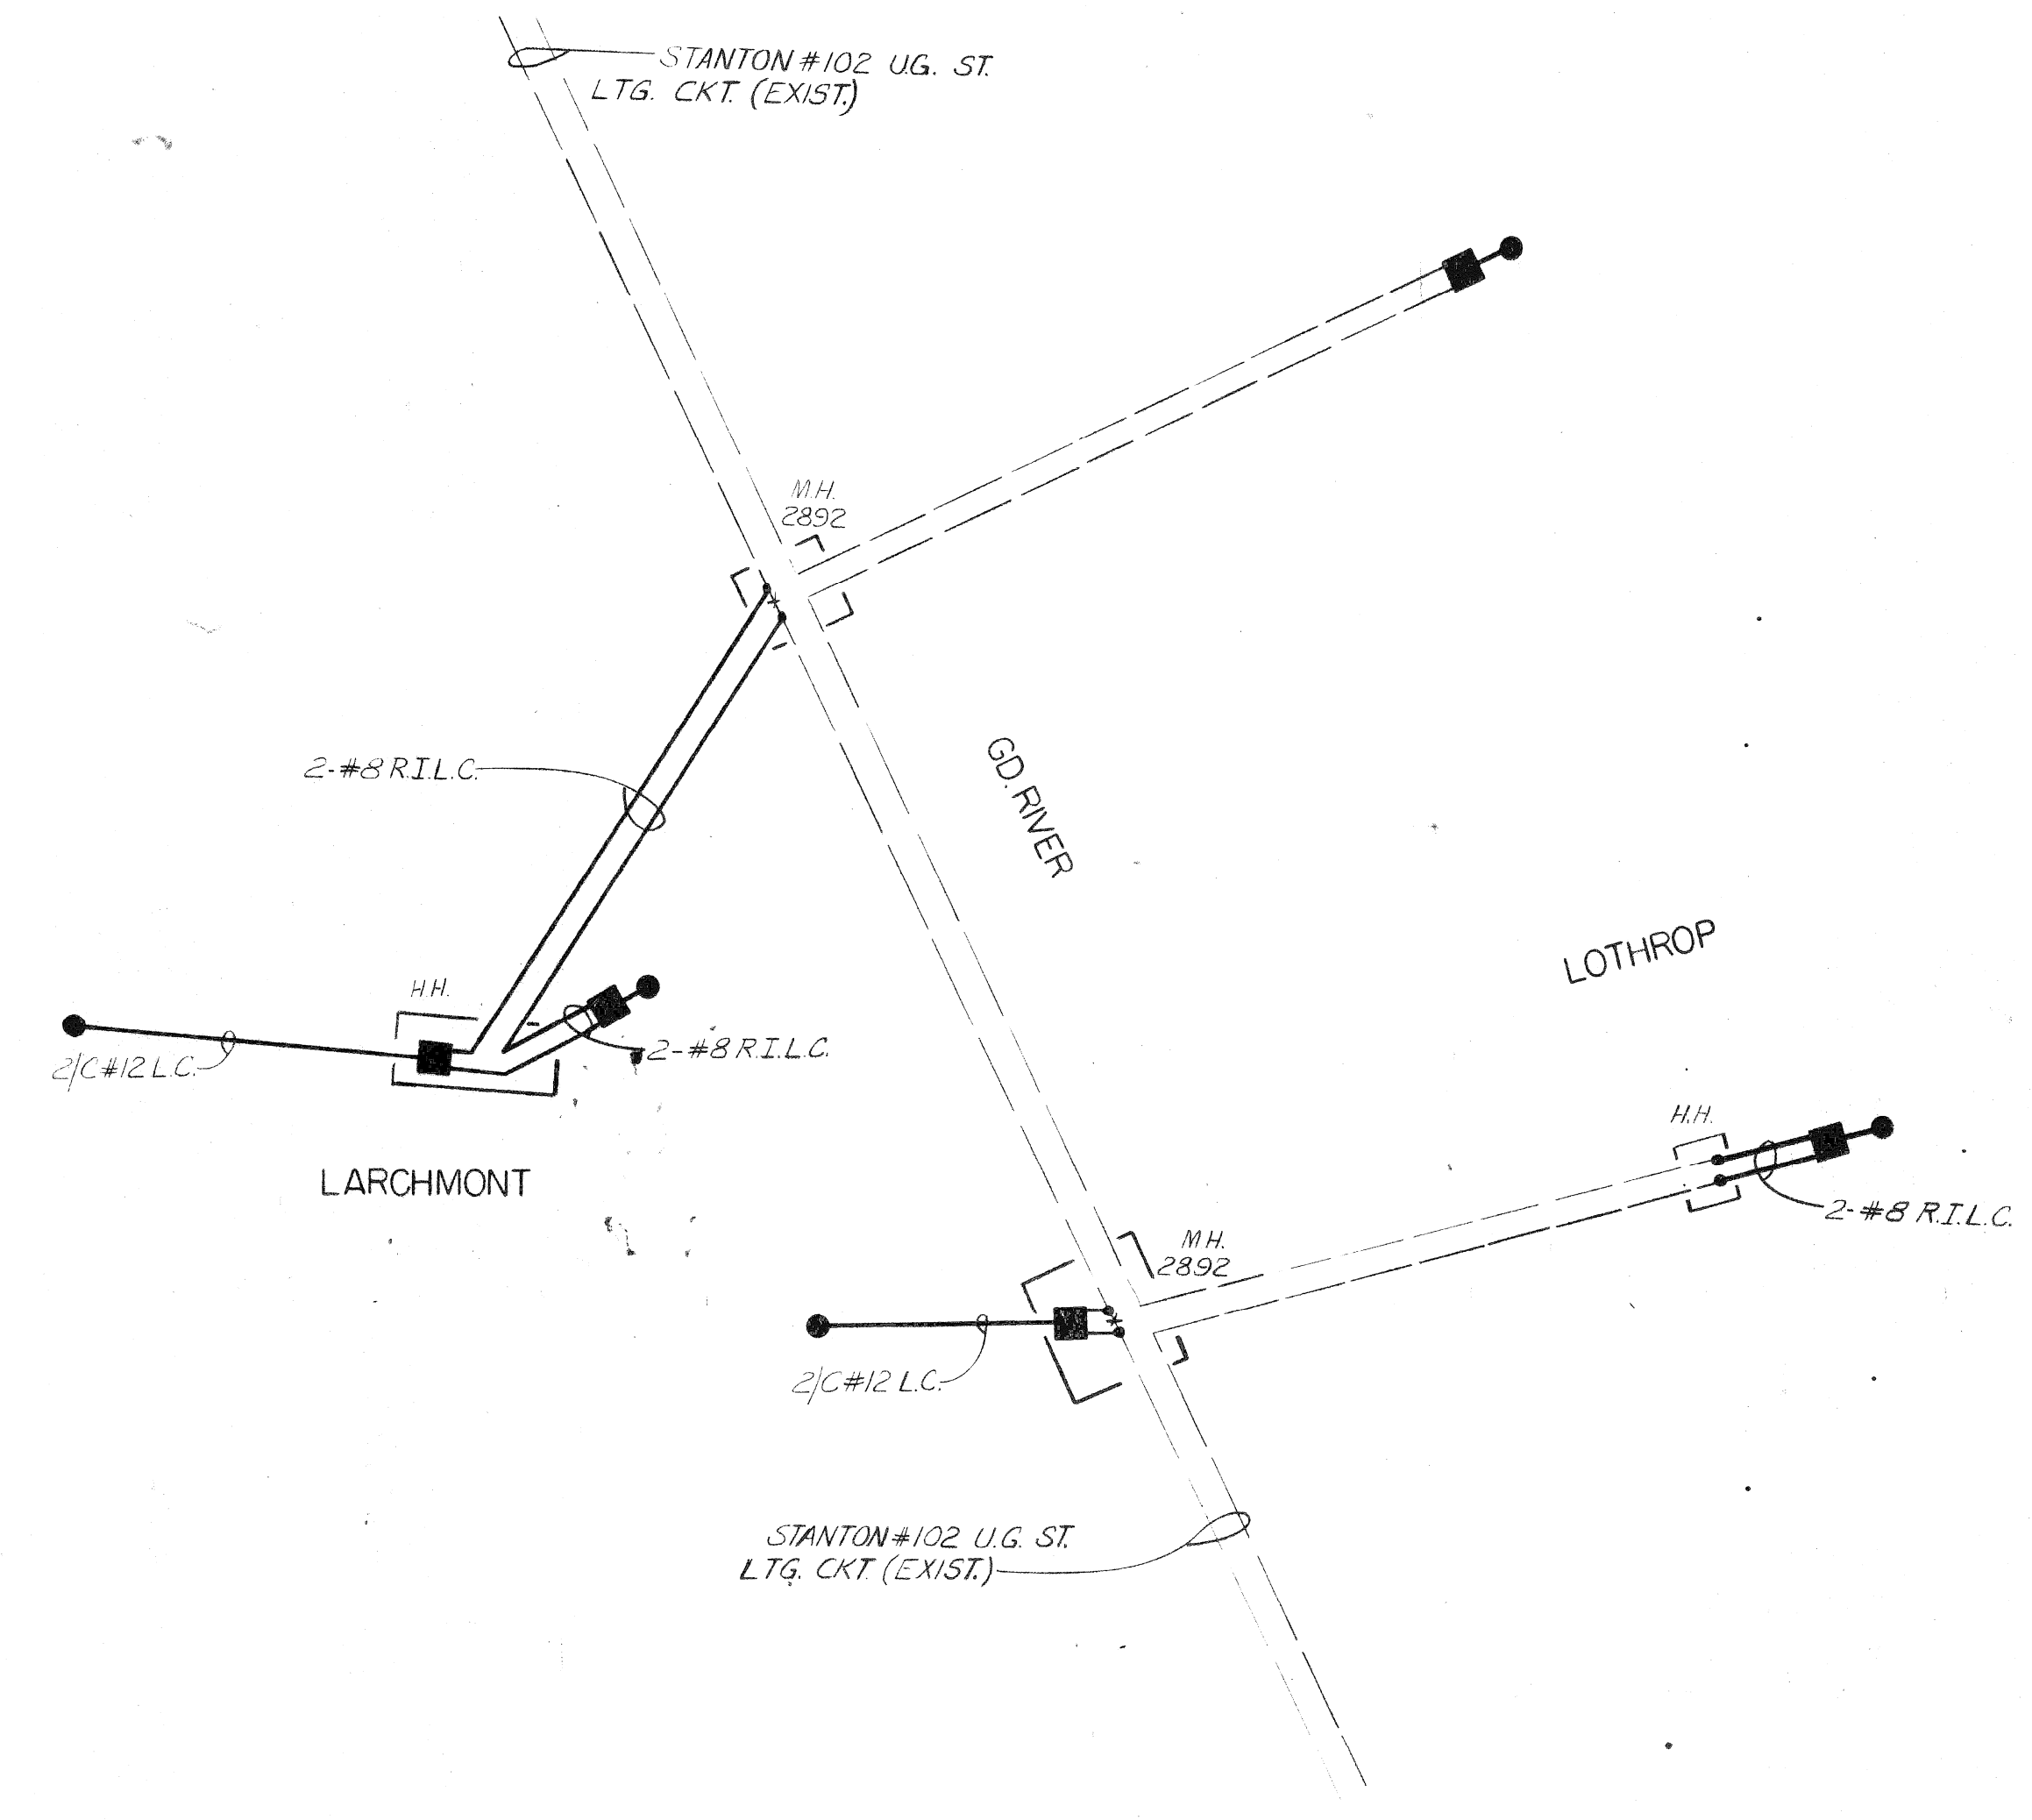 STANTON #102 U.G. ST.
LTG. CKT. (EXIST.)
M.H.
2892
2-#8 R.I.L.C.
GD. RIVER
LOTHROP
H.H.
2-#8 R.I.L.C.
2/C#12 L.C.
LARCHMONT
H.H.
2-#8 R.I.L.C.
M.H.
2892
2/C#12 L.C.
STANTON #102 U.G. ST.
LTG. CKT. (EXIST.)